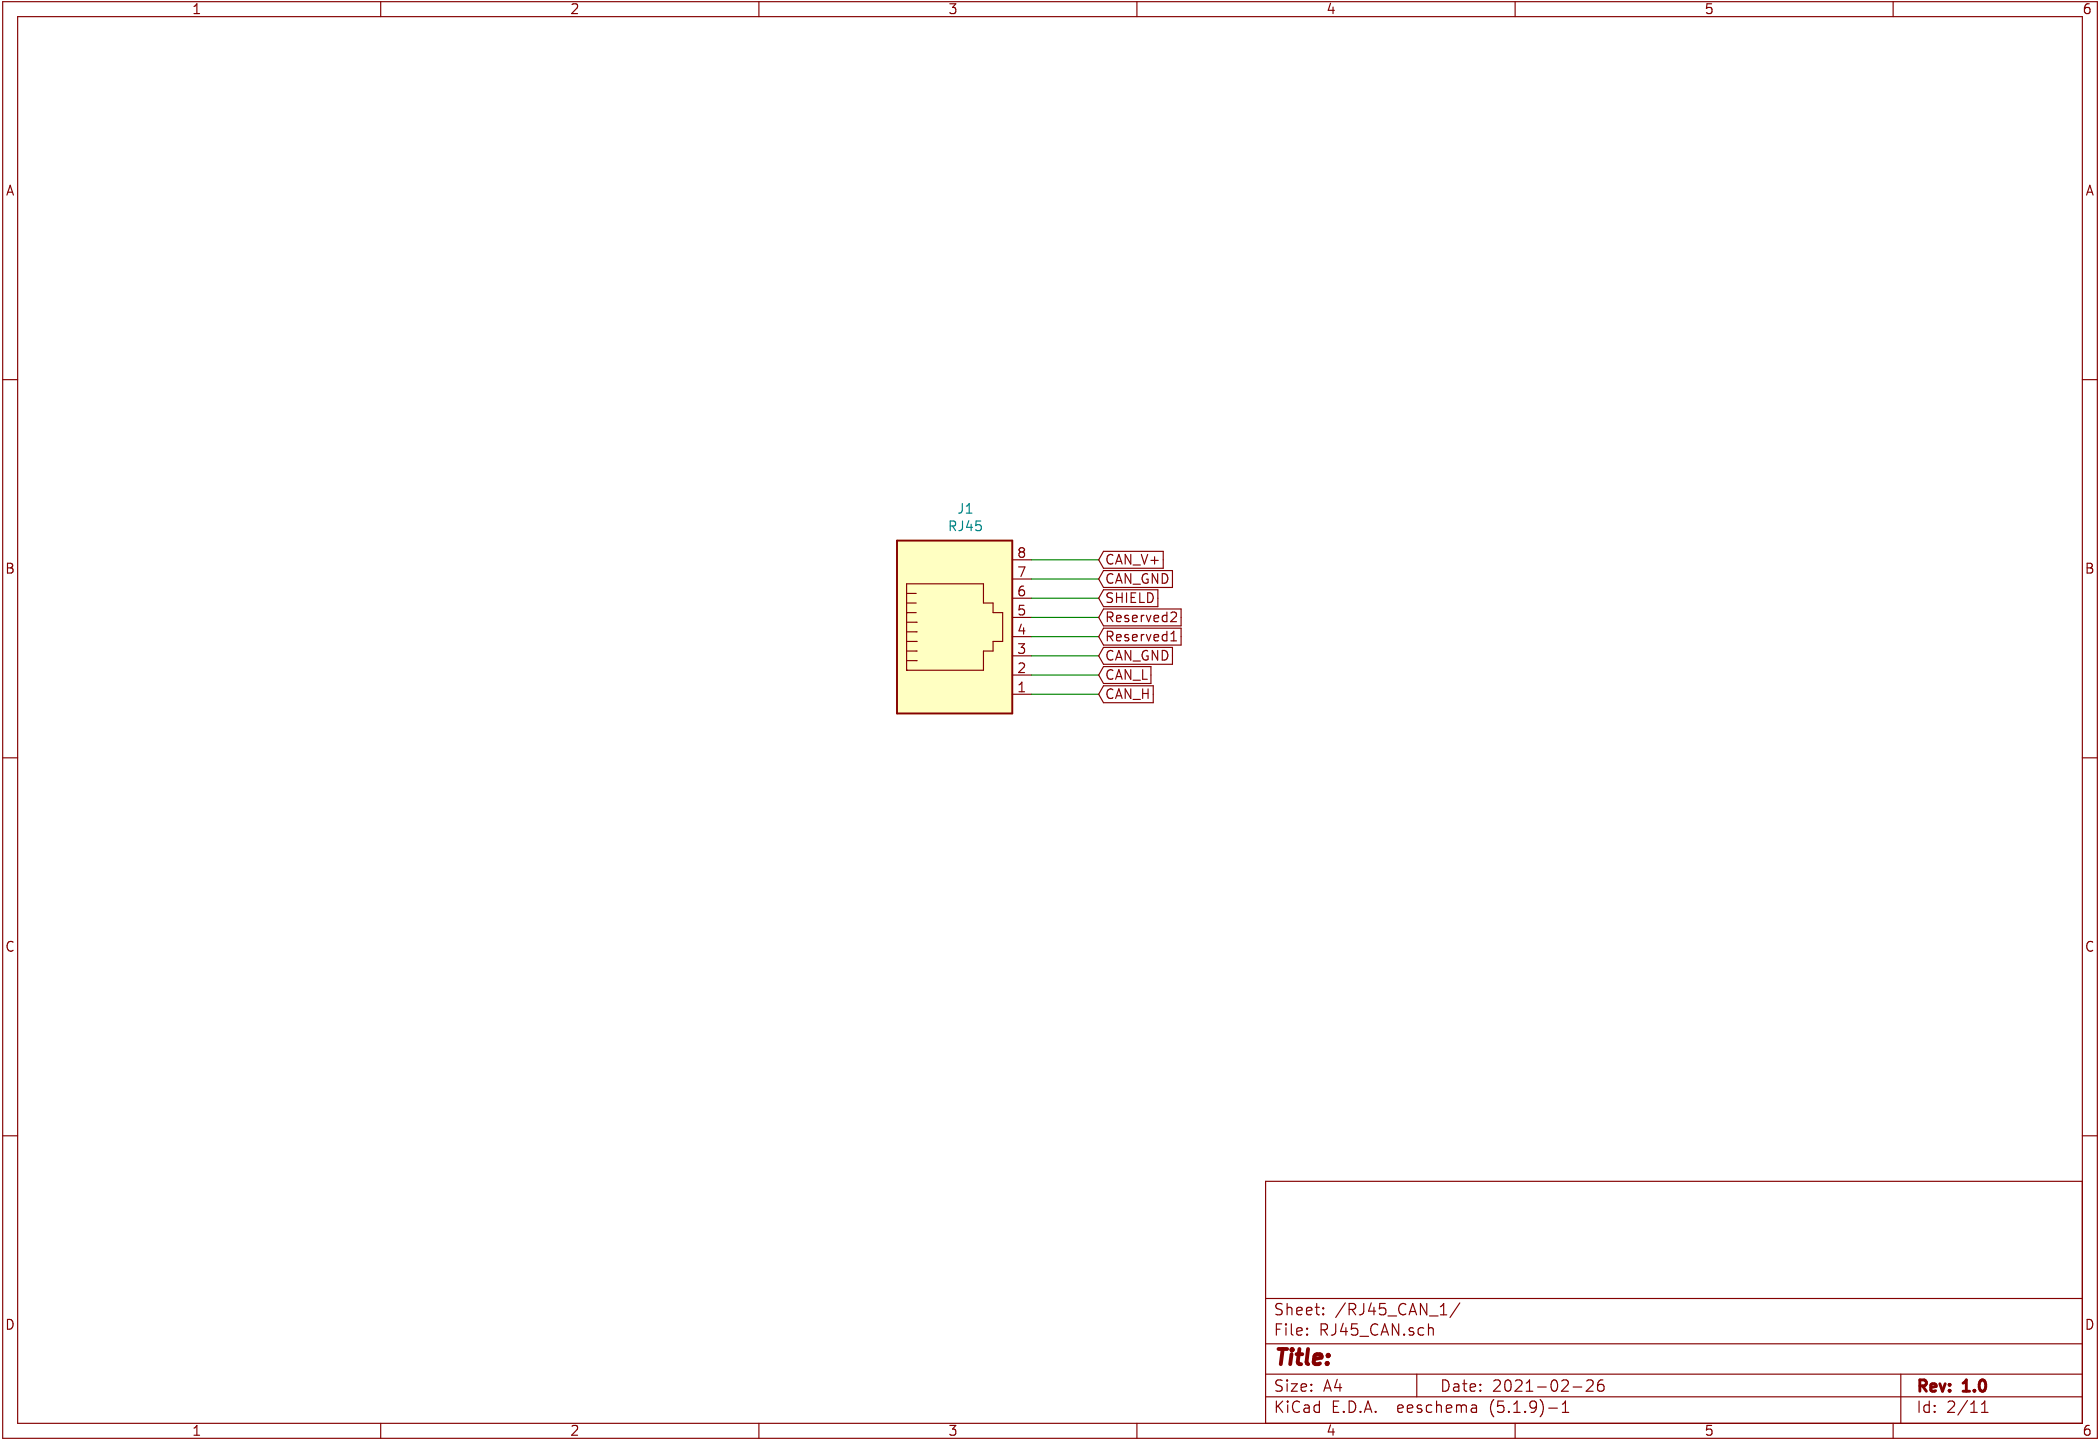 1 2 3 4 5 6
A A
J1
RJ45
8 CAN_V+
B 7 CAN_GND B
6 SHIELD
5 Reserved2
4 Reserved1
3 CAN_GND
2 CAN_L
1 CAN_H
C C
Sheet: /RJ45_CAN_1/
D File: RJ45_CAN.sch D
Title:
Size: A4 Date: 2021-02-26 Rev: 1.0
KiCad E.D.A. eeschema (5.1.9)-1 Id: 2/11
1 2 3 4 5 6